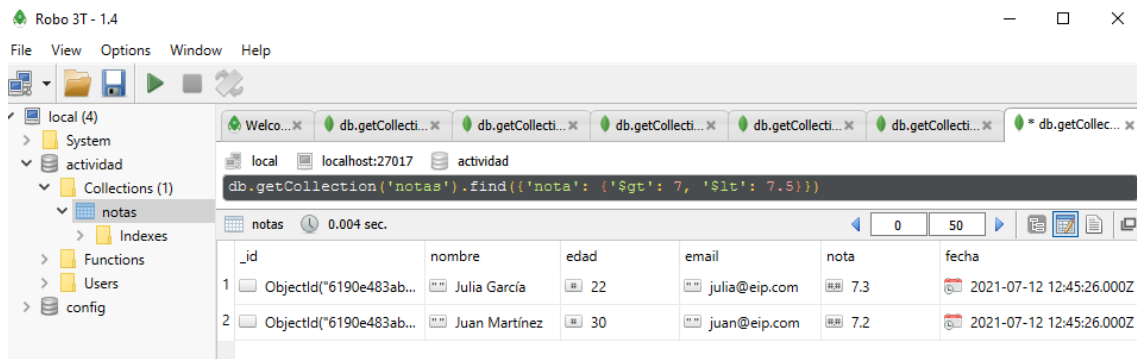 Robo 3T - 1.4
File View Options Window Help
local (4)
System
actividad
Collections (1)
notas
Indexes
Functions
Users
config
Welco... db.getCollecti... db.getCollecti... db.getCollecti... db.getCollecti... db.getCollecti... * db.getCollec...
local localhost:27017 actividad
db.getCollection('notas').find({'nota': {'$gt': 7, '$lt': 7.5}})
notas 0.004 sec. 0 50
_id nombre edad email nota fecha
1 ObjectId("6190e483ab... "" Julia García # 22 "" julia@eip.com #.# 7.3 2021-07-12 12:45:26.000Z
2 ObjectId("6190e483ab... "" Juan Martínez # 30 "" juan@eip.com #.# 7.2 2021-07-12 12:45:26.000Z